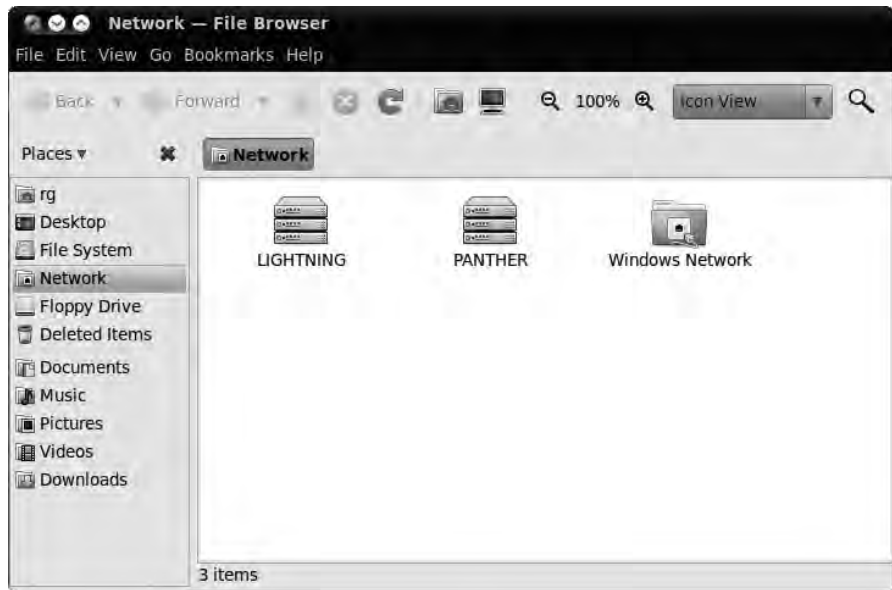 Network — File Browser
File Edit View Go Bookmarks Help
Back Forward 100% Icon View
Places Network
rg
Desktop
File System
Network
Floppy Drive
Deleted Items
Documents
Music
Pictures
Videos
Downloads
LIGHTNING PANTHER Windows Network
3 items